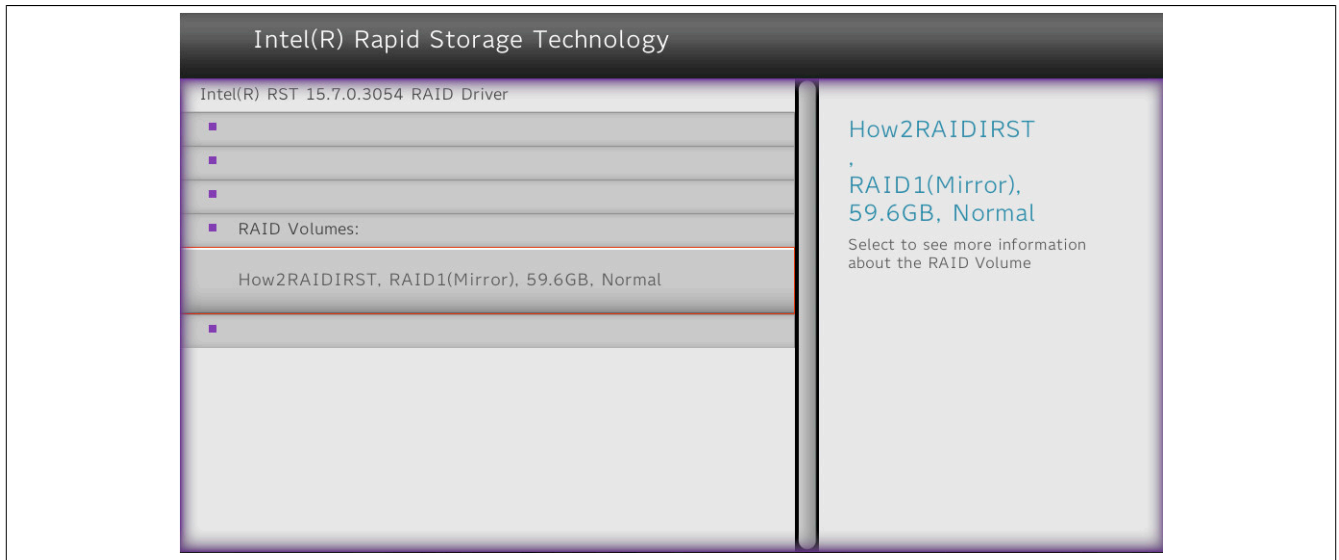 Intel(R) Rapid Storage Technology
Intel(R) RST 15.7.0.3054 RAID Driver
RAID Volumes:
How2RAIDIRST, RAID1(Mirror), 59.6GB, Normal
How2RAIDIRST
,
RAID1(Mirror),
59.6GB, Normal
Select to see more information
about the RAID Volume